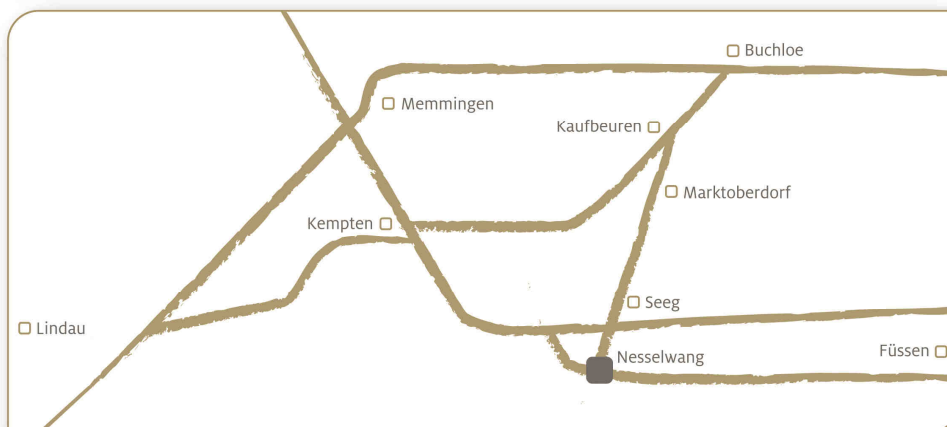 Buchloe
Memmingen
Kaufbeuren
Marktoberdorf
Kempten
Seeg
Lindau
Füssen
Nesselwang